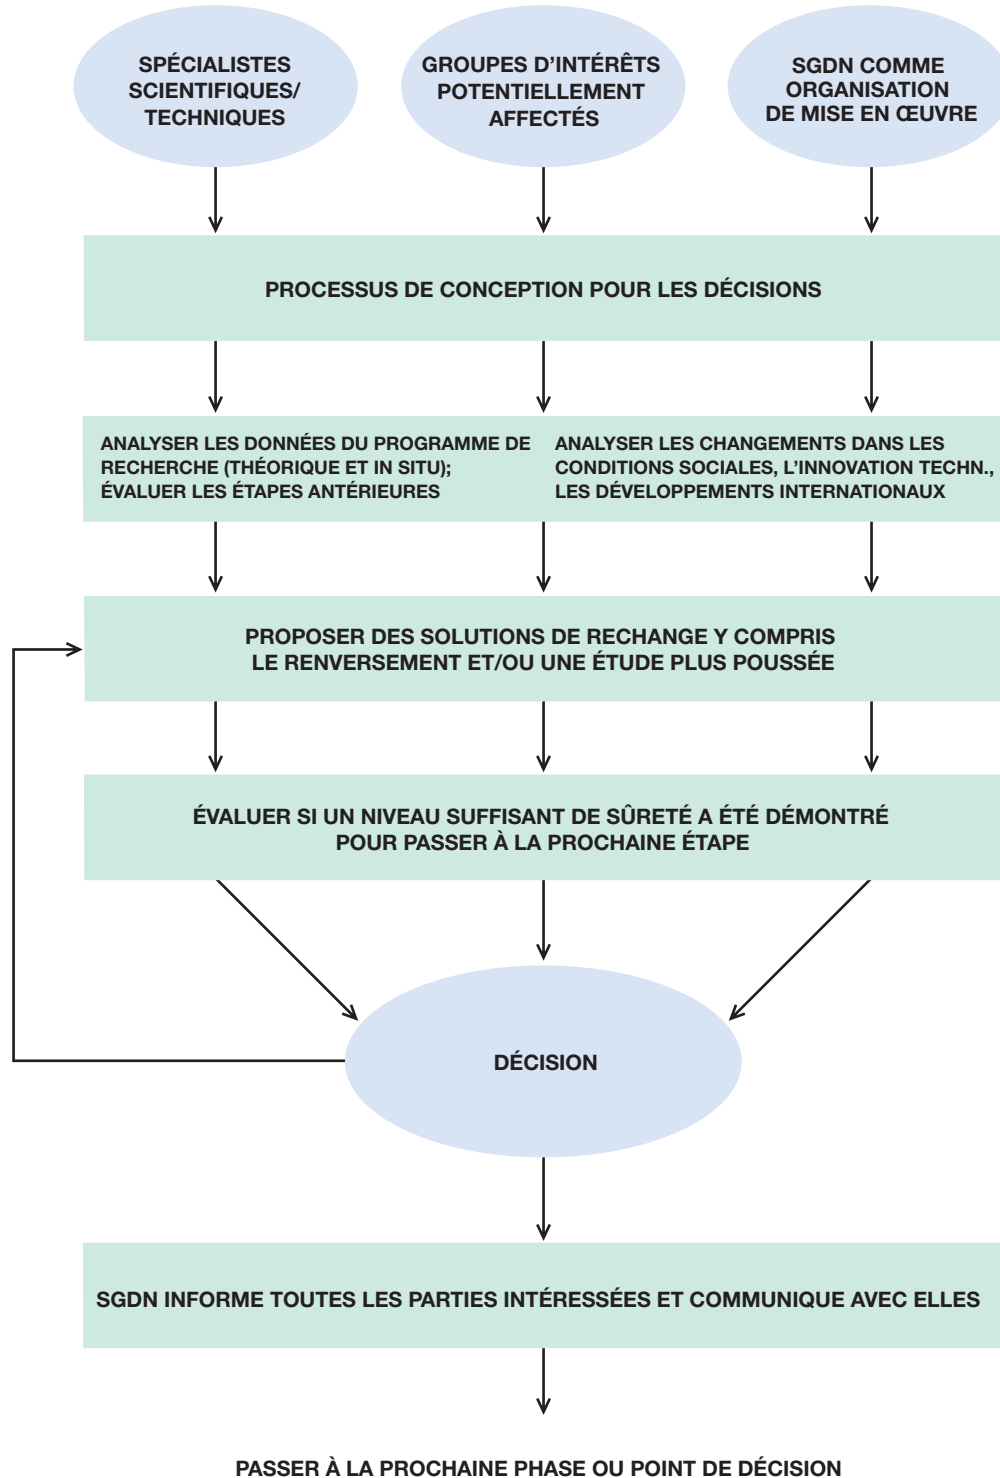 SPÉCIALISTES
SCIENTIFIQUES/
TECHNIQUES
GROUPES D'INTÉRÊTS
POTENTIELLEMENT
AFFECTÉS
SGDN COMME
ORGANISATION
DE MISE EN ŒUVRE
PROCESSUS DE CONCEPTION POUR LES DÉCISIONS
ANALYSER LES DONNÉES DU PROGRAMME DE
RECHERCHE (THÉORIQUE ET IN SITU);
ÉVALUER LES ÉTAPES ANTÉRIEURES
ANALYSER LES CHANGEMENTS DANS LES
CONDITIONS SOCIALES, L'INNOVATION TECHN.,
LES DÉVELOPPEMENTS INTERNATIONAUX
PROPOSER DES SOLUTIONS DE RECHANGE Y COMPRIS
LE RENVERSEMENT ET/OU UNE ÉTUDE PLUS POUSSÉE
ÉVALUER SI UN NIVEAU SUFFISANT DE SÛRETÉ A ÉTÉ DÉMONTRÉ
POUR PASSER À LA PROCHAINE ÉTAPE
DÉCISION
SGDN INFORME TOUTES LES PARTIES INTÉRESSÉES ET COMMUNIQUE AVEC ELLES
PASSER À LA PROCHAINE PHASE OU POINT DE DÉCISION